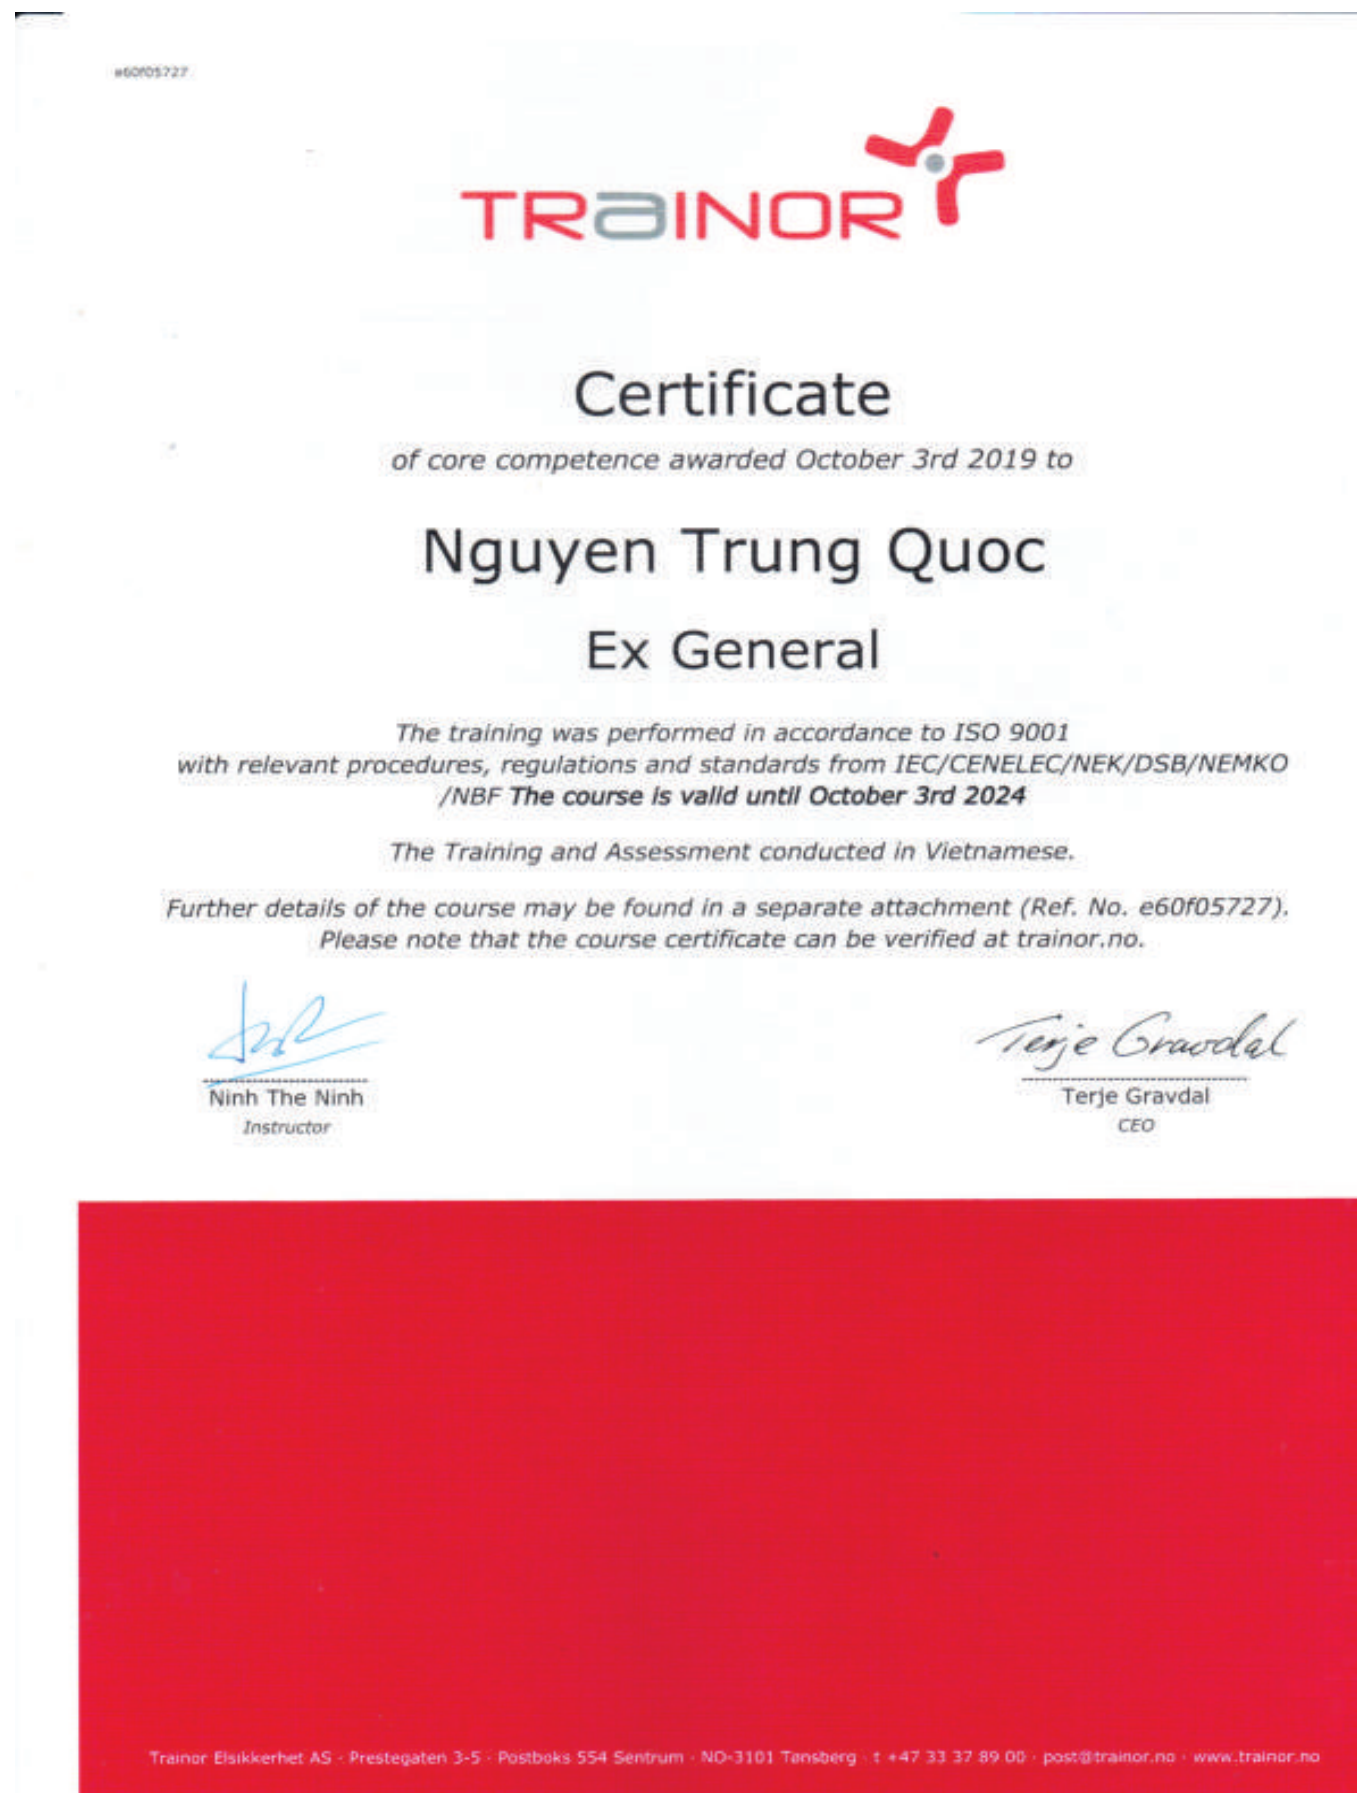 e60f05727
TRaINOR
Certificate
of core competence awarded October 3rd 2019 to
Nguyen Trung Quoc
Ex General
The training was performed in accordance to ISO 9001
with relevant procedures, regulations and standards from IEC/CENELEC/NEK/DSB/NEMKO
/NBF The course is valid until October 3rd 2024
The Training and Assessment conducted in Vietnamese.
Further details of the course may be found in a separate attachment (Ref. No. e60f05727).
Please note that the course certificate can be verified at trainor.no.
Terje Gravdal
Ninh The Ninh
Instructor
Terje Gravdal
CEO
Trainor Elsikkerhet AS · Prestegaten 3-5 · Postboks 554 Sentrum · NO-3101 Tønsberg · t +47 33 37 89 00 · post@trainor.no · www.trainor.no